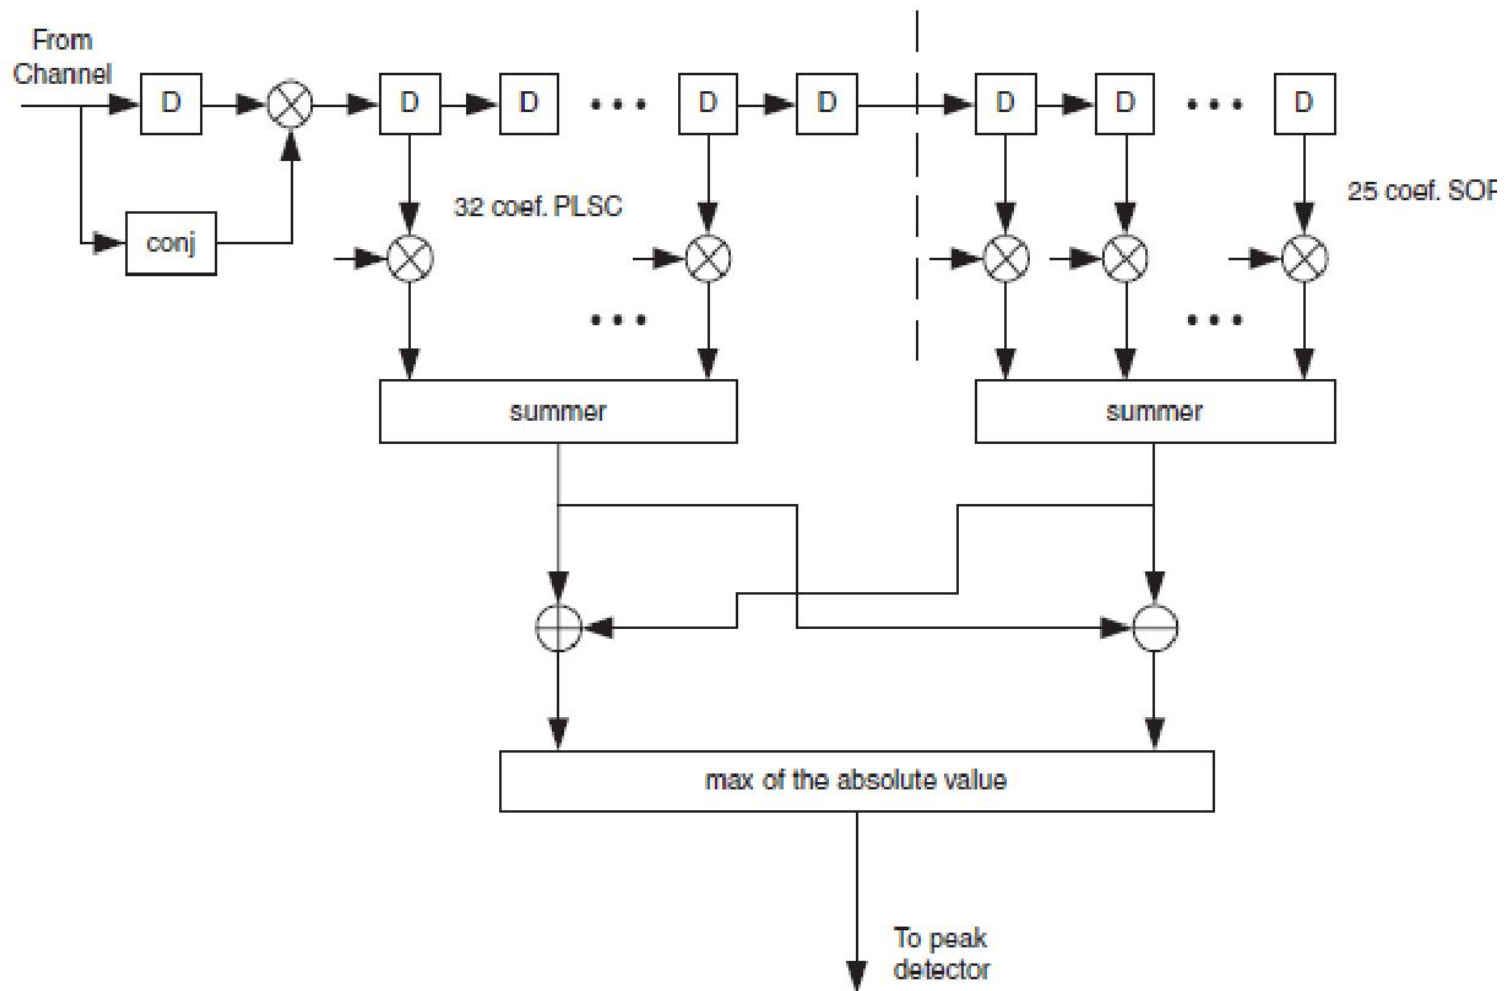 From
Channel
D
D
D
D
D
D
D
D
conj
32 coef. PLSC
25 coef. SOF
summer
summer
max of the absolute value
To peak
detector